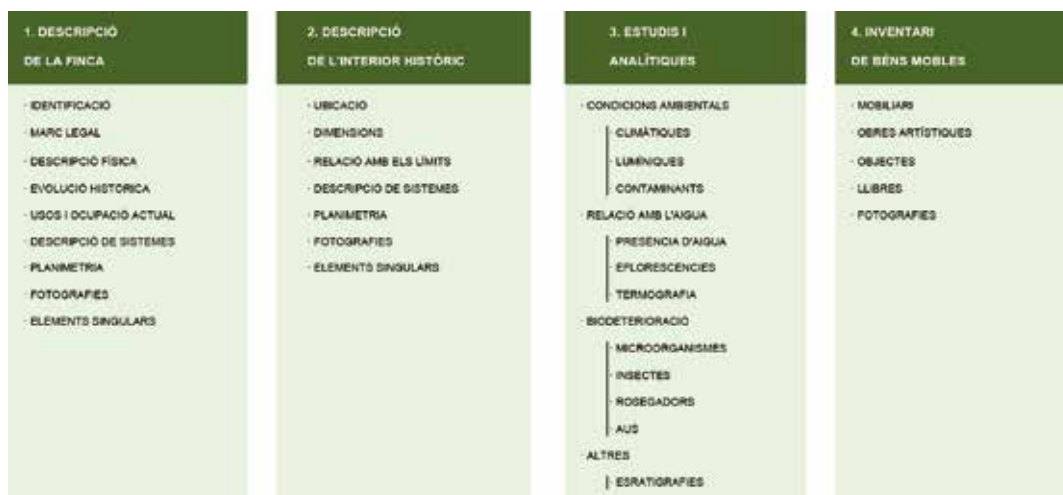 1. DESCRIPCIÓ
DE LA FINCA
· IDENTIFICACIÓ
· MARC LEGAL
· DESCRIPCIÓ FÍSICA
· EVOLUCIÓ HISTÒRICA
· USOS I OCUPACIÓ ACTUAL
· DESCRIPCIÓ DE SISTEMES
· PLANIMETRIA
· FOTOGRAFIES
· ELEMENTS SINGULARS
2. DESCRIPCIÓ
DE L'INTERIOR HISTÒRIC
· UBICACIÓ
· DIMENSIONS
· RELACIÓ AMB ELS LÍMITS
· DESCRIPCIÓ DE SISTEMES
· PLANIMETRIA
· FOTOGRAFIES
· ELEMENTS SINGULARS
3. ESTUDIS I
ANALÍTIQUES
· CONDICIONS AMBIENTALS
· CLIMÀTIQUES
· LUMÍNIQUES
· CONTAMINANTS
· RELACIÓ AMB L'AIGUA
· PRESÈNCIA D'AIGUA
· EFLORESCENCIES
· TERMOGRAFIA
· BIODETERIORACIÓ
· MICROORGANISMES
· INSECTES
· ROSEGADORS
· AUS
· ALTRES
· ESRATIGRAFIES
4. INVENTARI
DE BÉNS MOBLES
· MOBILIARI
· OBRES ARTÍSTIQUES
· OBJECTES
· LLIBRES
· FOTOGRAFIES